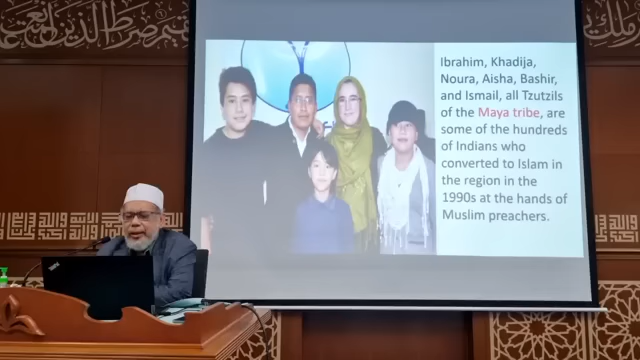 Ibrahim, Khadija,
Noura, Aisha, Bashir,
and Ismail, all Tzutzils
of the Maya tribe, are
some of the hundreds
of Indians who
converted to Islam in
the region in the
1990s at the hands of
Muslim preachers.